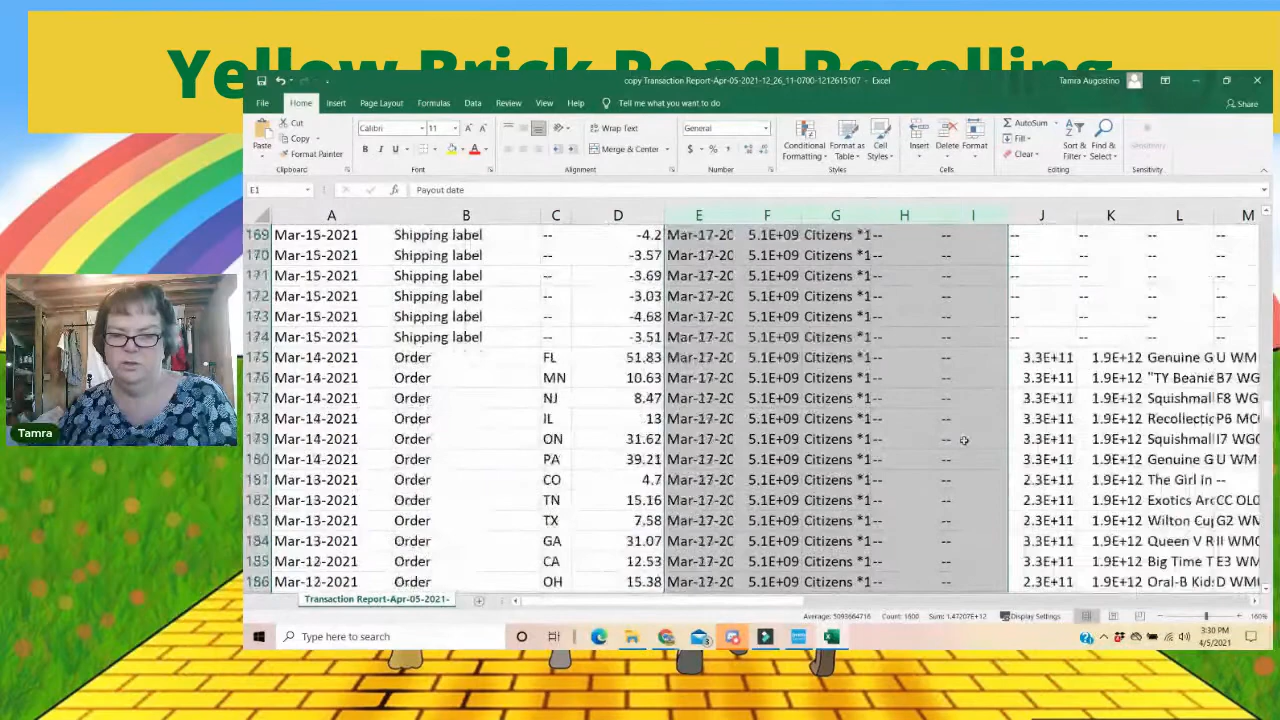 Yellow Brick Road Reselling
copy Transaction Report-Apr-05-2021-12_26_11-0700-1212615107 - Excel
Tamra Augostino
File Home Insert Page Layout Formulas Data Review View Help Tell me what you want to do
Share
Paste
Cut
Copy
Format Painter
Clipboard
Calibri 11
B I U
Font
Wrap Text
Merge & Center
Alignment
General
$ % ,
Number
Conditional Formatting
Format as Table
Cell Styles
Styles
Insert Delete Format
Cells
AutoSum
Fill
Clear
Sort & Filter
Find & Select
Editing
Sensitivity
Sensitivity
E1 fx Payout date
A B C D E F G H I J K L M
169 Mar-15-2021 Shipping label -- -4.2 Mar-17-20 5.1E+09 Citizens *1-- -- -- -- -- --
170 Mar-15-2021 Shipping label -- -3.57 Mar-17-20 5.1E+09 Citizens *1-- -- -- -- -- --
171 Mar-15-2021 Shipping label -- -3.69 Mar-17-20 5.1E+09 Citizens *1-- -- -- -- -- --
172 Mar-15-2021 Shipping label -- -3.03 Mar-17-20 5.1E+09 Citizens *1-- -- -- -- -- --
173 Mar-15-2021 Shipping label -- -4.68 Mar-17-20 5.1E+09 Citizens *1-- -- -- -- -- --
174 Mar-15-2021 Shipping label -- -3.51 Mar-17-20 5.1E+09 Citizens *1-- -- -- -- -- --
175 Mar-14-2021 Order FL 51.83 Mar-17-20 5.1E+09 Citizens *1-- -- 3.3E+11 1.9E+12 Genuine G U WM
176 Mar-14-2021 Order MN 10.63 Mar-17-20 5.1E+09 Citizens *1-- -- 3.3E+11 1.9E+12 "TY Beanie B7 WG
177 Mar-14-2021 Order NJ 8.47 Mar-17-20 5.1E+09 Citizens *1-- -- 3.3E+11 1.9E+12 Squishmall F8 WG
178 Mar-14-2021 Order IL 13 Mar-17-20 5.1E+09 Citizens *1-- -- 3.3E+11 1.9E+12 Recollectic P6 MC
179 Mar-14-2021 Order ON 31.62 Mar-17-20 5.1E+09 Citizens *1-- -- 3.3E+11 1.9E+12 Squishmall I7 WG
180 Mar-14-2021 Order PA 39.21 Mar-17-20 5.1E+09 Citizens *1-- -- 3.3E+11 1.9E+12 Genuine G U WM
181 Mar-13-2021 Order CO 4.7 Mar-17-20 5.1E+09 Citizens *1-- -- 2.3E+11 1.9E+12 The Girl in --
182 Mar-13-2021 Order TN 15.16 Mar-17-20 5.1E+09 Citizens *1-- -- 2.3E+11 1.9E+12 Exotics Arc CC OL
183 Mar-13-2021 Order TX 7.58 Mar-17-20 5.1E+09 Citizens *1-- -- 2.3E+11 1.9E+12 Wilton Cup G2 WM
184 Mar-13-2021 Order GA 31.07 Mar-17-20 5.1E+09 Citizens *1-- -- 2.3E+11 1.9E+12 Queen V R II WM
185 Mar-12-2021 Order CA 12.53 Mar-17-20 5.1E+09 Citizens *1-- -- 2.3E+11 1.9E+12 Big Time T E3 WM
186 Mar-12-2021 Order OH 15.38 Mar-17-20 5.1E+09 Citizens *1-- -- 2.3E+11 1.9E+12 Oral-B Kid D WM
Transaction Report-Apr-05-2021-
Average: 5093664716 Count: 1600 Sum: 1.47207E+12 Display Settings 160%
Type here to search
3:30 PM
4/5/2021
Tamra